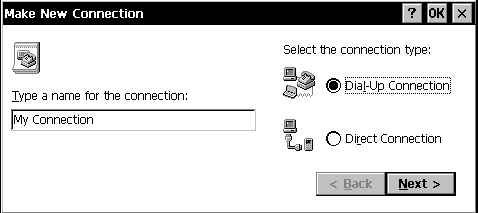 Make New Connection ? OK ×
Select the connection type:
Type a name for the connection:
My Connection
Dial-Up Connection
Direct Connection
< Back Next >